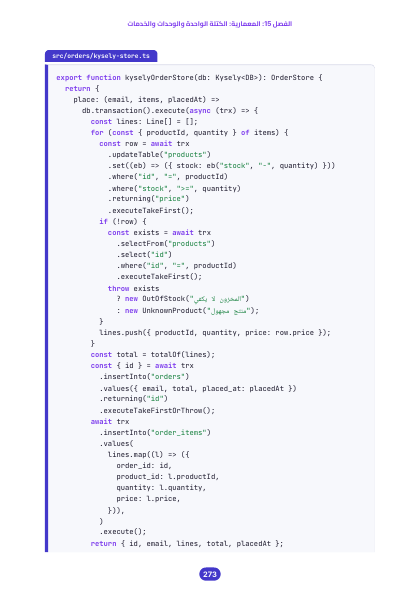 الفصل 15: المعمارية: الكتلة الواحدة والوحدات والخدمات
src/orders/kysely-store.ts
export function kyselyOrderStore(db: Kysely<DB>): OrderStore {
  return {
    place: (email, items, placedAt) =>
      db.transaction().execute(async (trx) => {
        const lines: Line[] = [];
        for (const { productId, quantity } of items) {
          const row = await trx
            .updateTable("products")
            .set((eb) => ({ stock: eb("stock", "-", quantity) }))
            .where("id", "=", productId)
            .where("stock", ">=", quantity)
            .returning("price")
            .executeTakeFirst();
          if (!row) {
            const exists = await trx
              .selectFrom("products")
              .select("id")
              .where("id", "=", productId)
              .executeTakeFirst();
            throw exists
              ? new OutOfStock("المخزون لا يكفي")
              : new UnknownProduct("منتج مجهول");
          }
          lines.push({ productId, quantity, price: row.price });
        }
        const total = totalOf(lines);
        const { id } = await trx
          .insertInto("orders")
          .values({ email, total, placed_at: placedAt })
          .returning("id")
          .executeTakeFirstOrThrow();
        await trx
          .insertInto("order_items")
          .values(
            lines.map((l) => ({
              order_id: id,
              product_id: l.productId,
              quantity: l.quantity,
              price: l.price,
            })),
          )
          .execute();
        return { id, email, lines, total, placedAt };
273